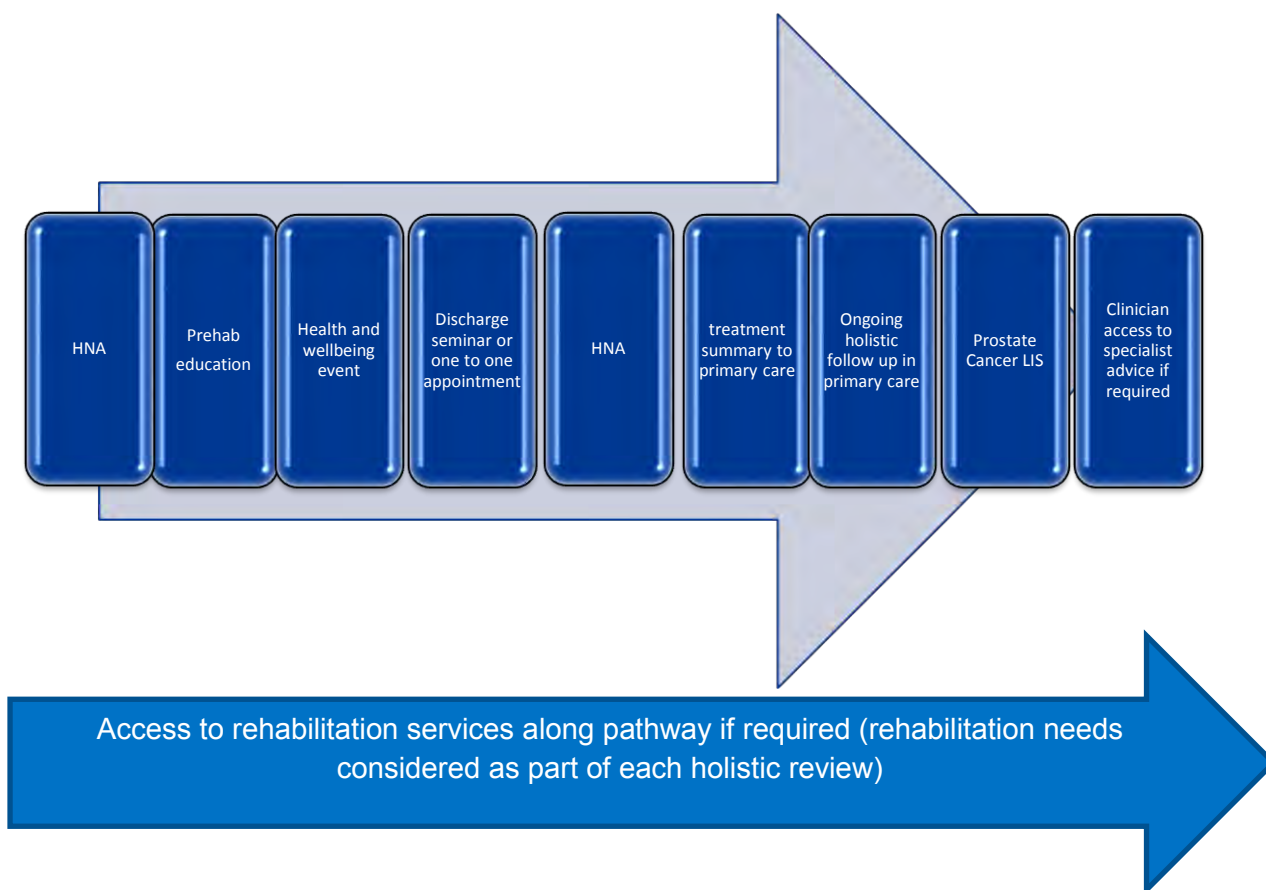 HNA
Prehab
education
Health and
wellbeing
event
Discharge
seminar or
one to one
appointment
HNA
treatment
summary to
primary care
Ongoing
holistic
follow up in
primary care
Prostate
Cancer LIS
Clinician
access to
specialist
advice if
required
Access to rehabilitation services along pathway if required (rehabilitation needs
considered as part of each holistic review)